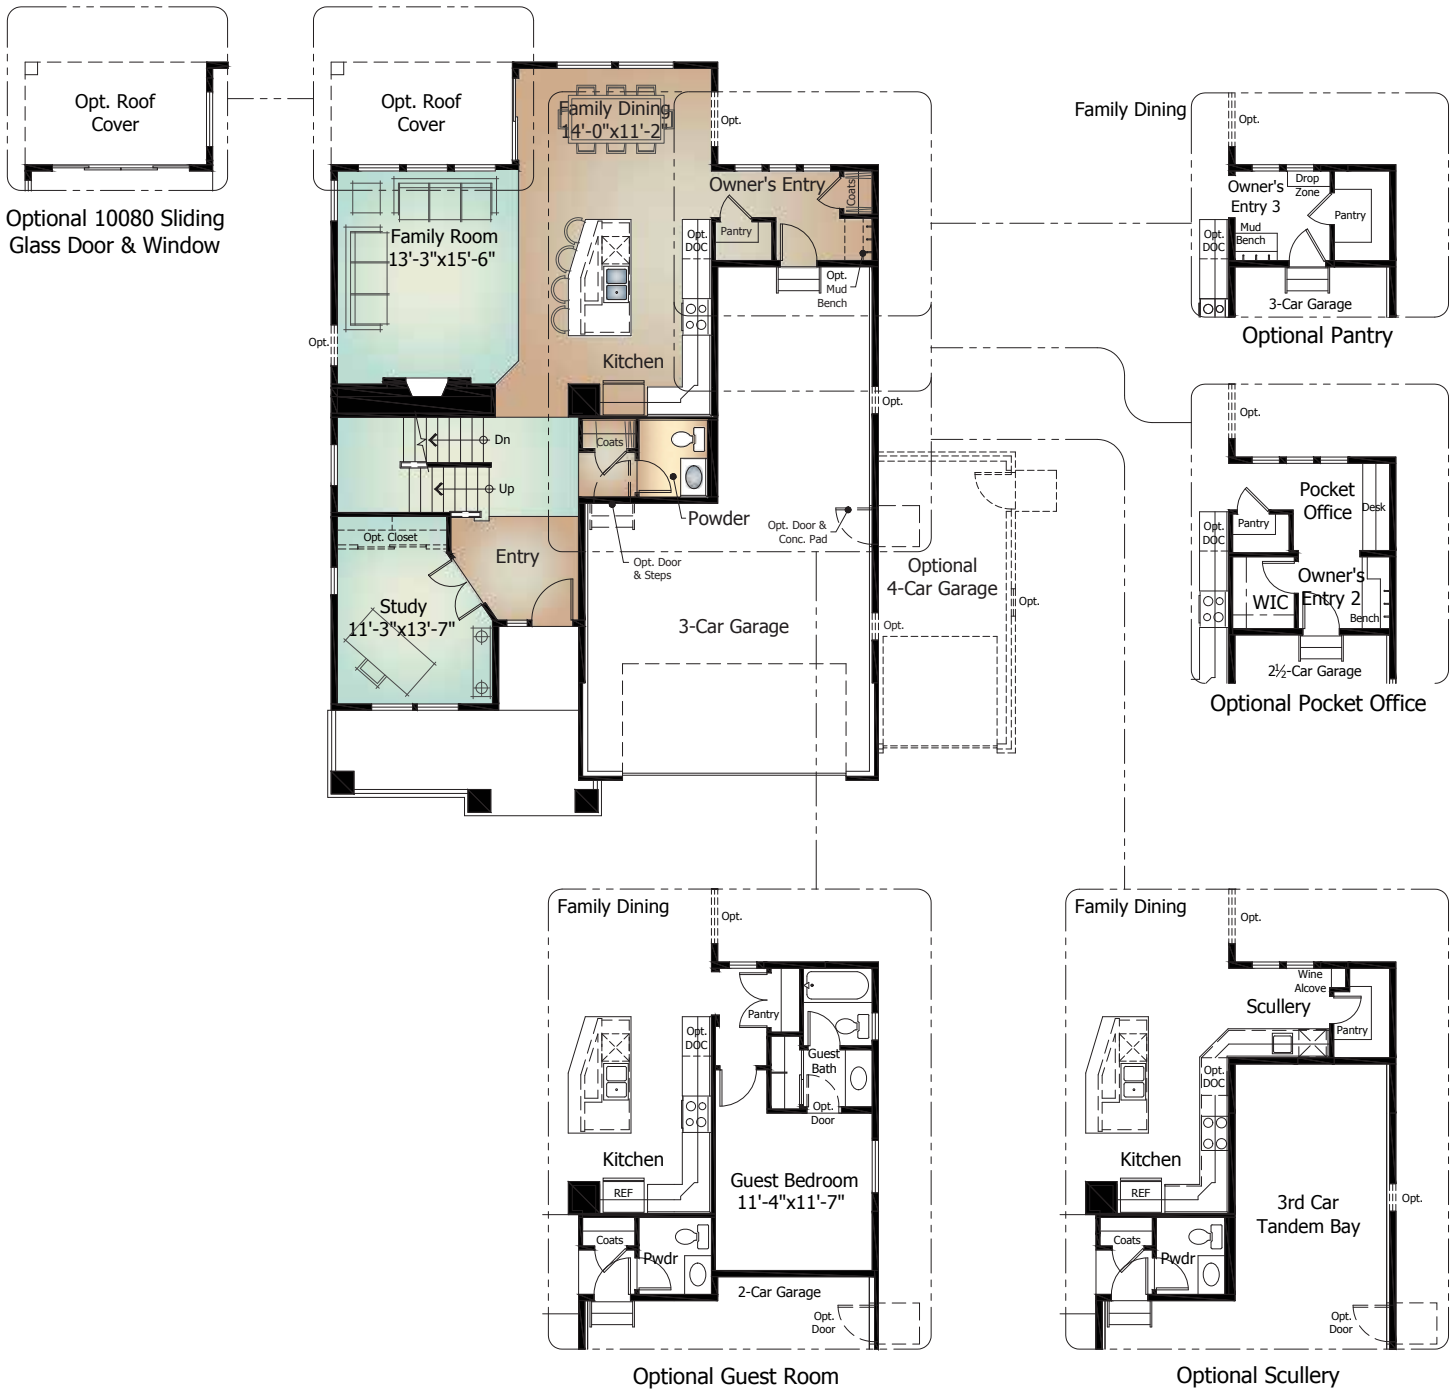 Opt. Roof
Cover
Optional 10080 Sliding
Glass Door & Window
Opt. Roof
Cover
Family Dining
14'-0"x11'-2
Opt.
Owner's Entry
Coats
Pantry
Opt.
DOC
Opt.
Mud
Bench
Family Room
13'-3"x15'-6"
Opt.
Kitchen
Opt.
Dn
Up
Coats
Powder
Opt. Closet
Entry
Opt. Door
& Steps
Opt. Door &
Conc. Pad
Study
11'-3"x13'-7"
3-Car Garage
Opt.
Optional
4-Car Garage
Opt.
Family Dining
Opt.
Owner's
Entry 3
Drop
Zone
Pantry
Mud
Bench
Opt.
DOC
3-Car Garage
Optional Pantry
Opt.
Pocket
Office
Desk
Pantry
Opt.
DOC
Owner's
Entry 2
WIC
Bench
2½-Car Garage
Optional Pocket Office
Family Dining
Opt.
Pantry
Opt.
DOC
Guest
Bath
Opt.
Door
Kitchen
REF
Guest Bedroom
11'-4"x11'-7"
Coats
Pwdr
2-Car Garage
Opt.
Door
Optional Guest Room
Family Dining
Opt.
Wine
Alcove
Scullery
Pantry
Opt.
DOC
Kitchen
REF
3rd Car
Tandem Bay
Opt.
Coats
Pwdr
Opt.
Door
Optional Scullery